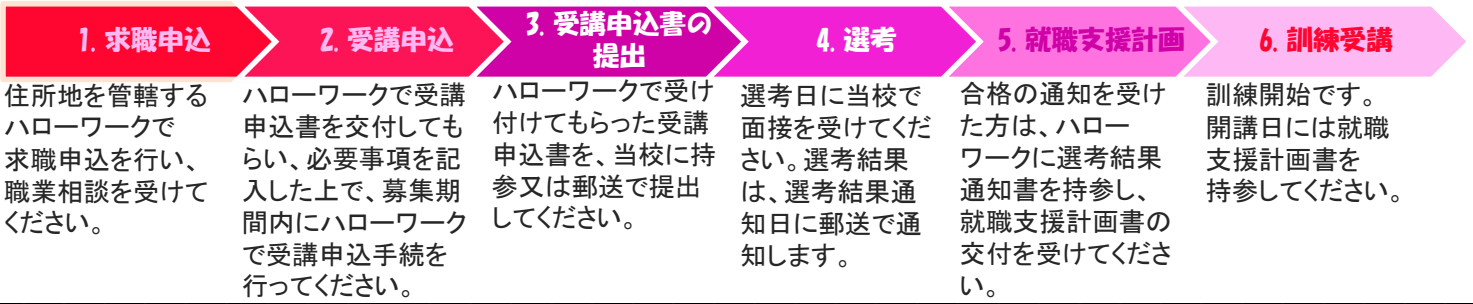 1. 求職申込
住所地を管轄する
ハローワークで
求職申込を行い、
職業相談を受けて
ください。
2. 受講申込
ハローワークで受講
申込書を交付しても
らい、必要事項を記
入した上で、募集期
間内にハローワーク
で受講申込手続を
行ってください。
3. 受講申込書の
提出
ハローワークで受け
付けてもらった受講
申込書を、当校に持
参又は郵送で提出
してください。
4. 選考
選考日に当校で
面接を受けてくだ
さい。選考結果
は、選考結果通
知日に郵送で通
知します。
5. 就職支援計画
合格の通知を受け
た方は、ハロー
ワークに選考結果
通知書を持参し、
就職支援計画書の
交付を受けてくださ
い。
6. 訓練受講
訓練開始です。
開講日には就職
支援計画書を
持参してください。